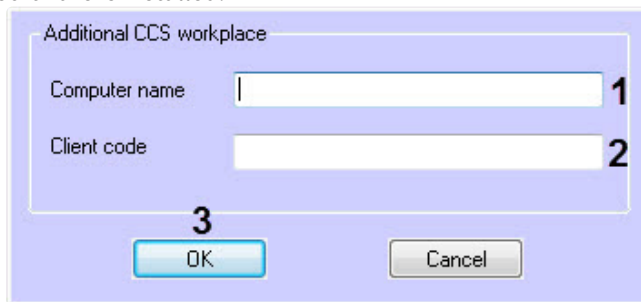 Additional CCS workplace
Computer name 1
Client code 2
3
OK Cancel